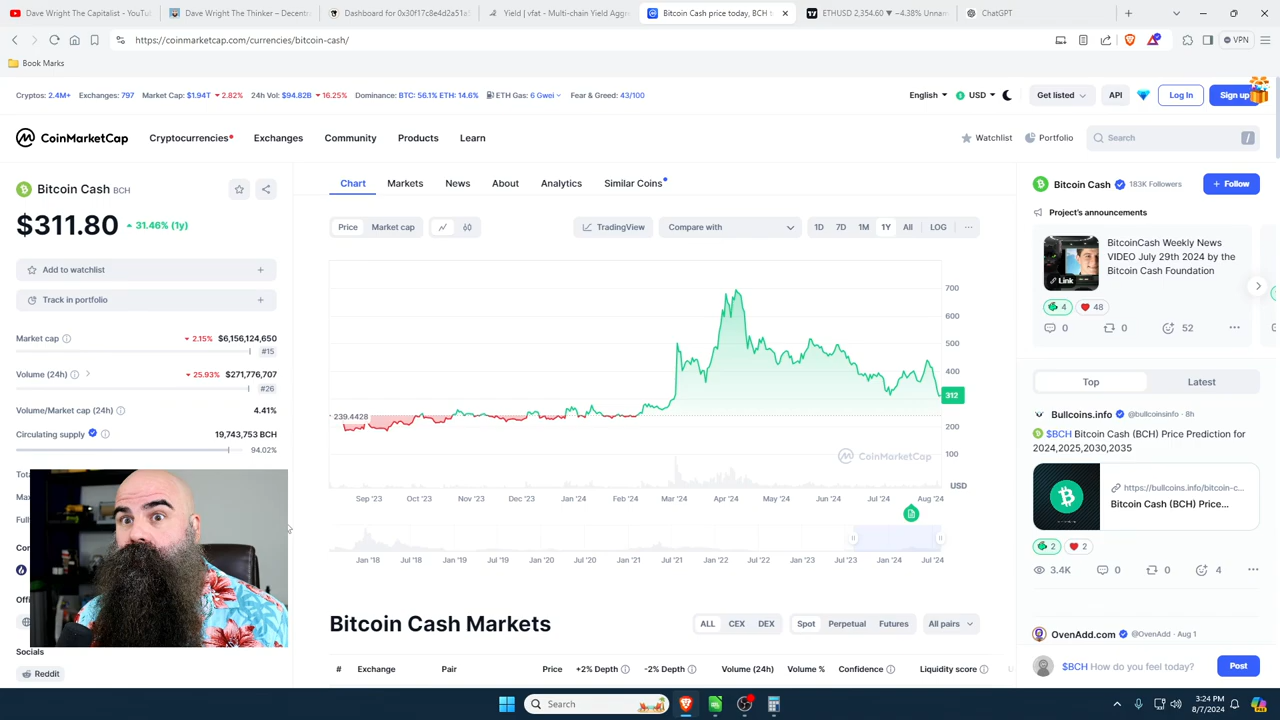 Dave Wright The Capitalist - YouTu
Dave Wright The Thinker – Decentr
Dashboard for 0x30f17c8e4d2a51a5
Yield | vfat - Multi-chain Yield Aggr
Bitcoin Cash price today, BCH t
ETHUSD 2,354.60 ▼ −4.38% Unnam
ChatGPT
https://coinmarketcap.com/currencies/bitcoin-cash/
VPN
Book Marks
Cryptos: 2.4M+ Exchanges: 797 Market Cap: $1.94T ▼ 2.82% 24h Vol: $94.82B ▼ 16.25% Dominance: BTC: 56.1% ETH: 14.6% ETH Gas: 6 Gwei Fear & Greed: 43/100
English USD Get listed API Log In Sign up
CoinMarketCap Cryptocurrencies Exchanges Community Products Learn Watchlist Portfolio Search /
Bitcoin Cash BCH
$311.80 ▲ 31.46% (1y)
Add to watchlist +
Track in portfolio +
Market cap ▼ 2.15% $6,156,124,650
#15
Volume (24h) ▼ 25.93% $271,776,707
#26
Volume/Market cap (24h) 4.41%
Circulating supply 19,743,753 BCH
94.02%
Tot
Max
Full
Con
Offi
Socials
Reddit
Chart Markets News About Analytics Similar Coins
Price Market cap TradingView Compare with 1D 7D 1M 1Y All LOG ...
700
600
500
400
312
239.4428
200
100
CoinMarketCap
USD
Sep '23 Oct '23 Nov '23 Dec '23 Jan '24 Feb '24 Mar '24 Apr '24 May '24 Jun '24 Jul '24 Aug '24
Jan '18 Jul '18 Jan '19 Jul '19 Jan '20 Jul '20 Jan '21 Jul '21 Jan '22 Jul '22 Jan '23 Jul '23 Jan '24 Jul '24
Bitcoin Cash Markets
ALL CEX DEX Spot Perpetual Futures All pairs
# Exchange Pair Price +2% Depth -2% Depth Volume (24h) Volume % Confidence Liquidity score
Bitcoin Cash 183K Followers + Follow
Project's announcements
BitcoinCash Weekly News
VIDEO July 29th 2024 by the
Bitcoin Cash Foundation
Link
4 48
0 0 52 ...
Top Latest
Bullcoins.info @bullcoinsinfo · 8h
$BCH Bitcoin Cash (BCH) Price Prediction for
2024,2025,2030,2035
https://bullcoins.info/bitcoin-c...
Bitcoin Cash (BCH) Price...
2 2
3.4K 0 0 4 ...
OvenAdd.com @OvenAdd · Aug 1
$BCH How do you feel today? Post
Search
3:24 PM
8/7/2024